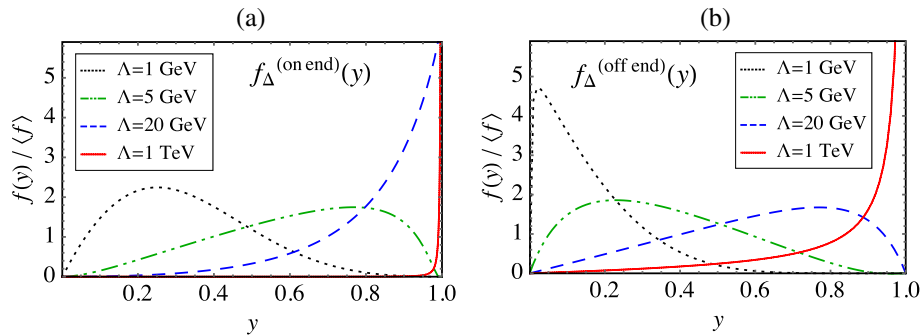 (a)
f(y) / ⟨f⟩
5
4
3
2
1
0
Λ=1 GeV
Λ=5 GeV
Λ=20 GeV
Λ=1 TeV
fΔ(on end)(y)
0.2 0.4 0.6 0.8 1.0
y
(b)
f(y) / ⟨f⟩
5
4
3
2
1
0
fΔ(off end)(y)
Λ=1 GeV
Λ=5 GeV
Λ=20 GeV
Λ=1 TeV
0.2 0.4 0.6 0.8 1.0
y